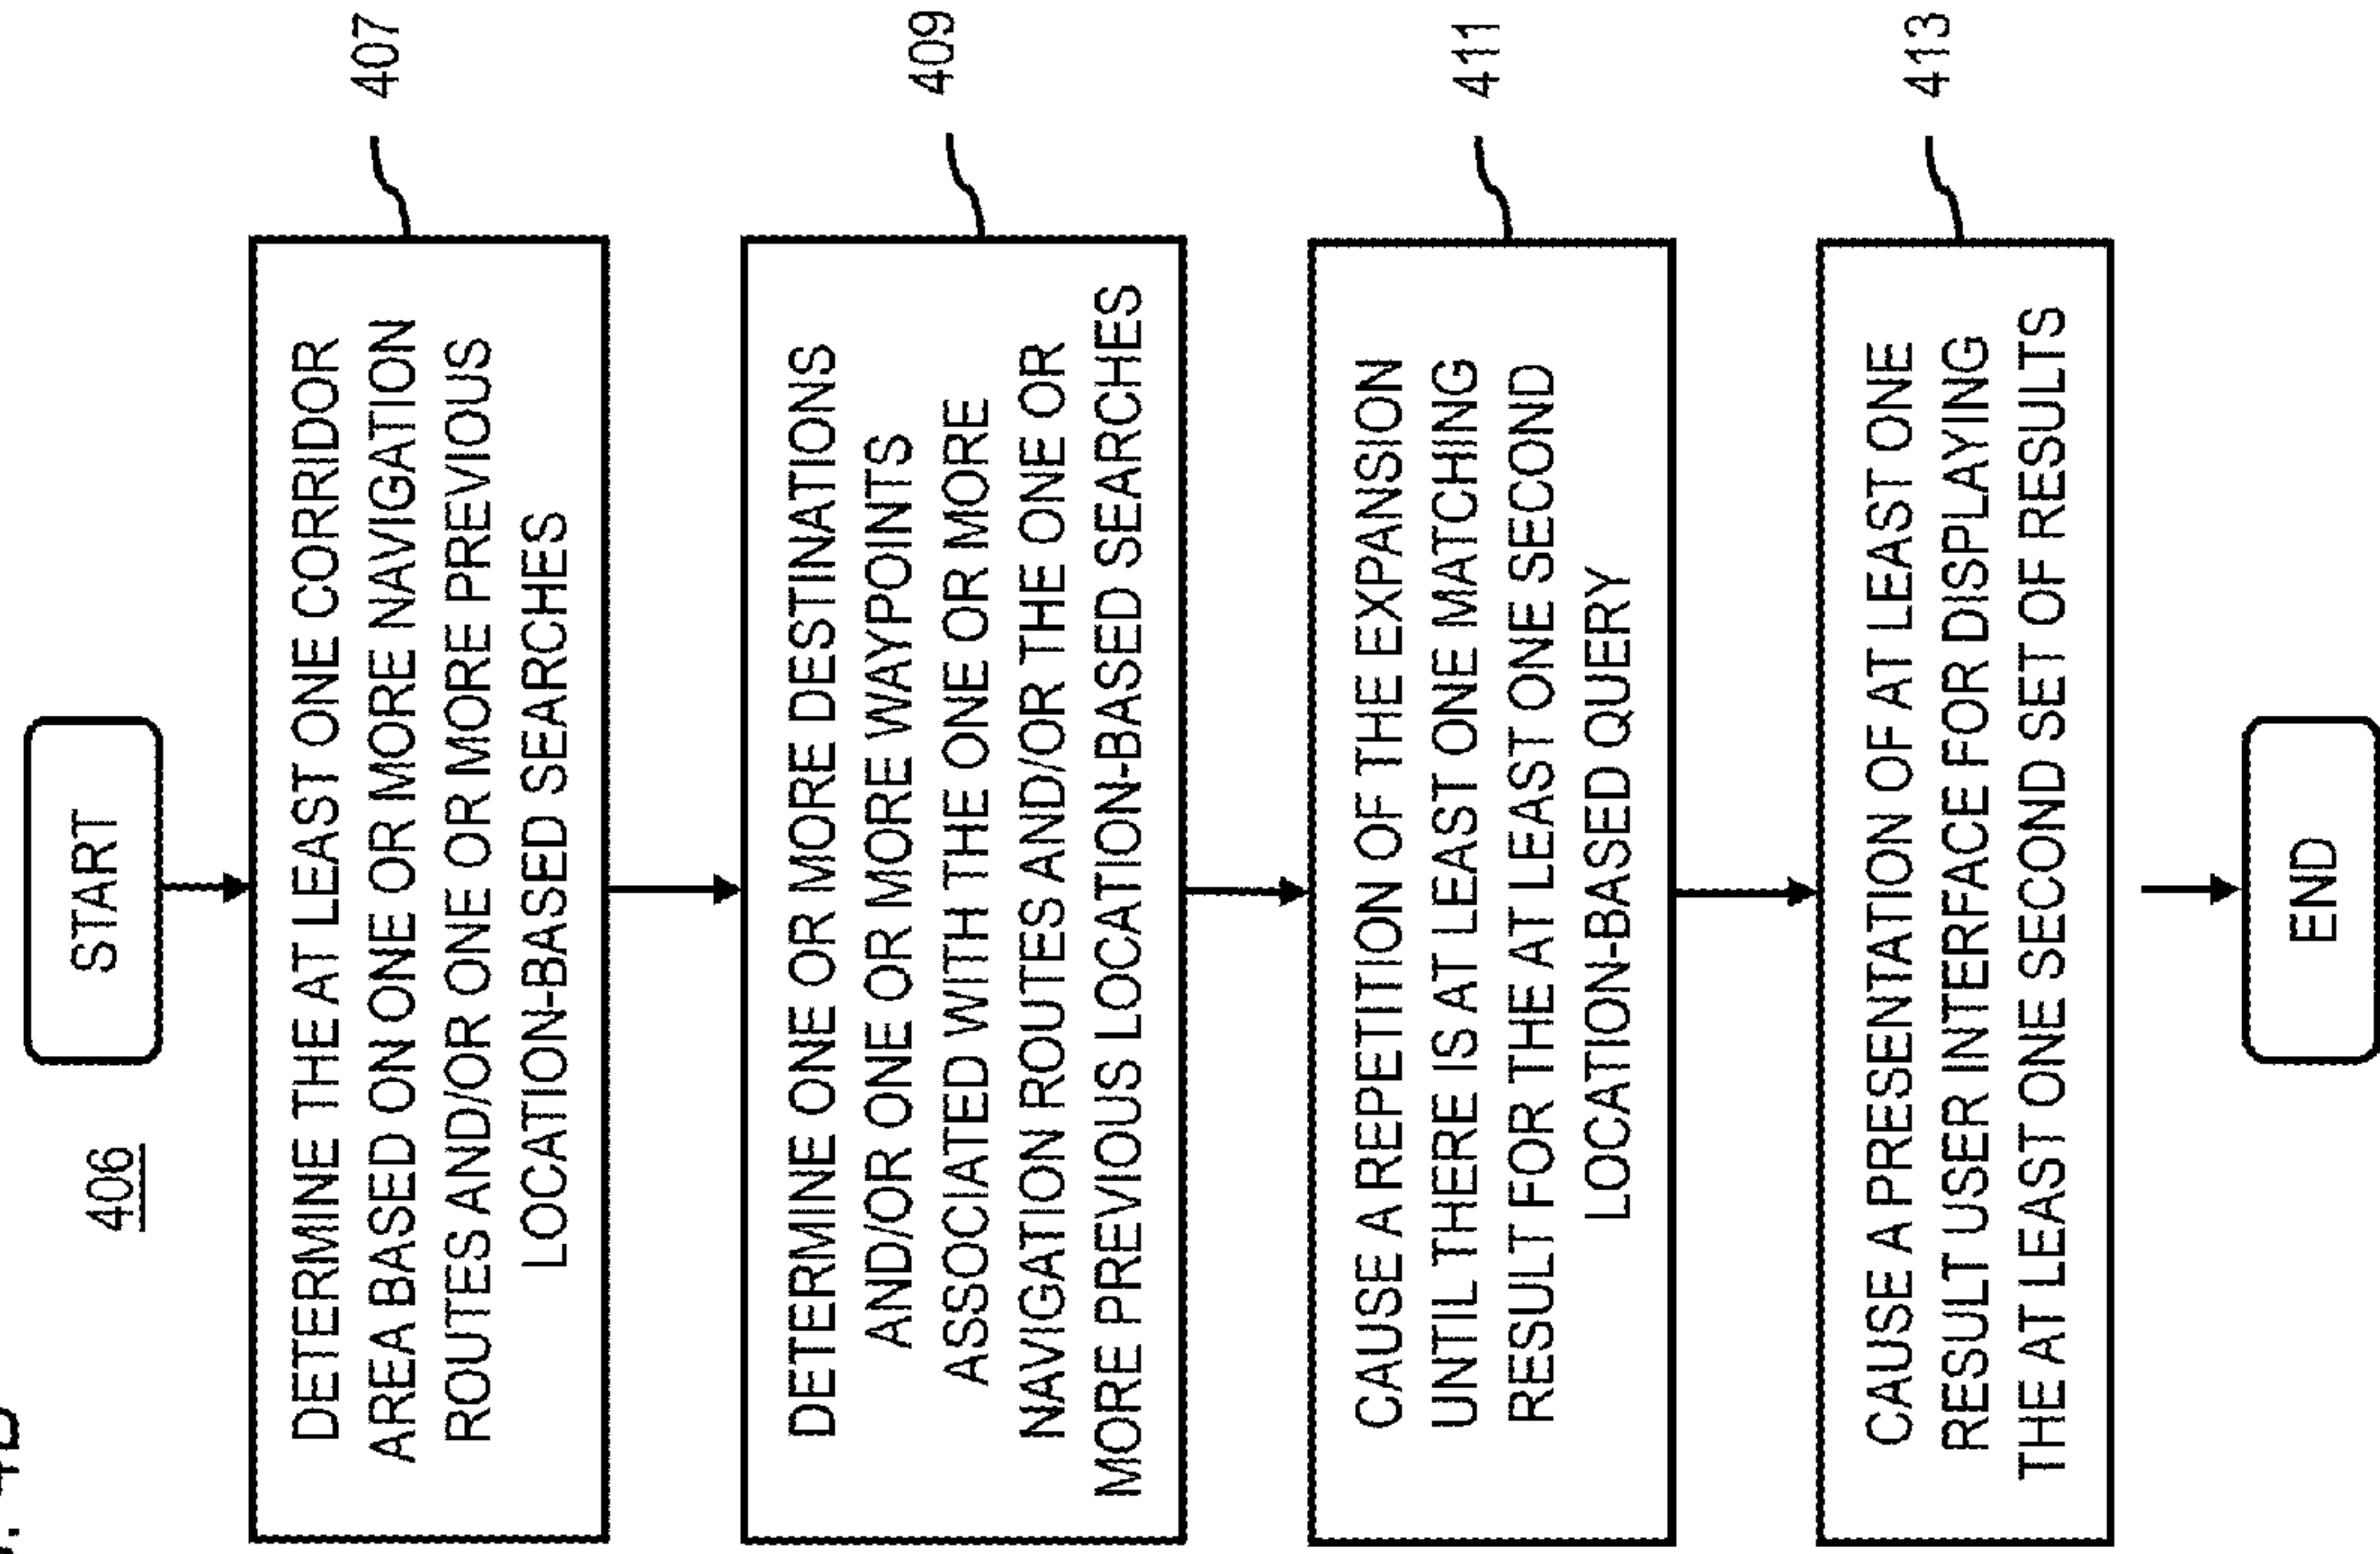 4B
406
START
DETERMINE THE AT LEAST ONE CORRIDOR
AREA BASED ON ONE OR MORE NAVIGATION
ROUTES AND/OR ONE OR MORE PREVIOUS
LOCATION-BASED SEARCHES
407
DETERMINE ONE OR MORE DESTINATIONS
AND/OR ONE OR MORE WAYPOINTS
ASSOCIATED WITH THE ONE OR MORE
NAVIGATION ROUTES AND/OR THE ONE OR
MORE PREVIOUS LOCATION-BASED SEARCHES
409
CAUSE A REPETITION OF THE EXPANSION
UNTIL THERE IS AT LEAST ONE MATCHING
RESULT FOR THE AT LEAST ONE SECOND
LOCATION-BASED QUERY
411
CAUSE A PRESENTATION OF AT LEAST ONE
RESULT USER INTERFACE FOR DISPLAYING
THE AT LEAST ONE SECOND SET OF RESULTS
413
END